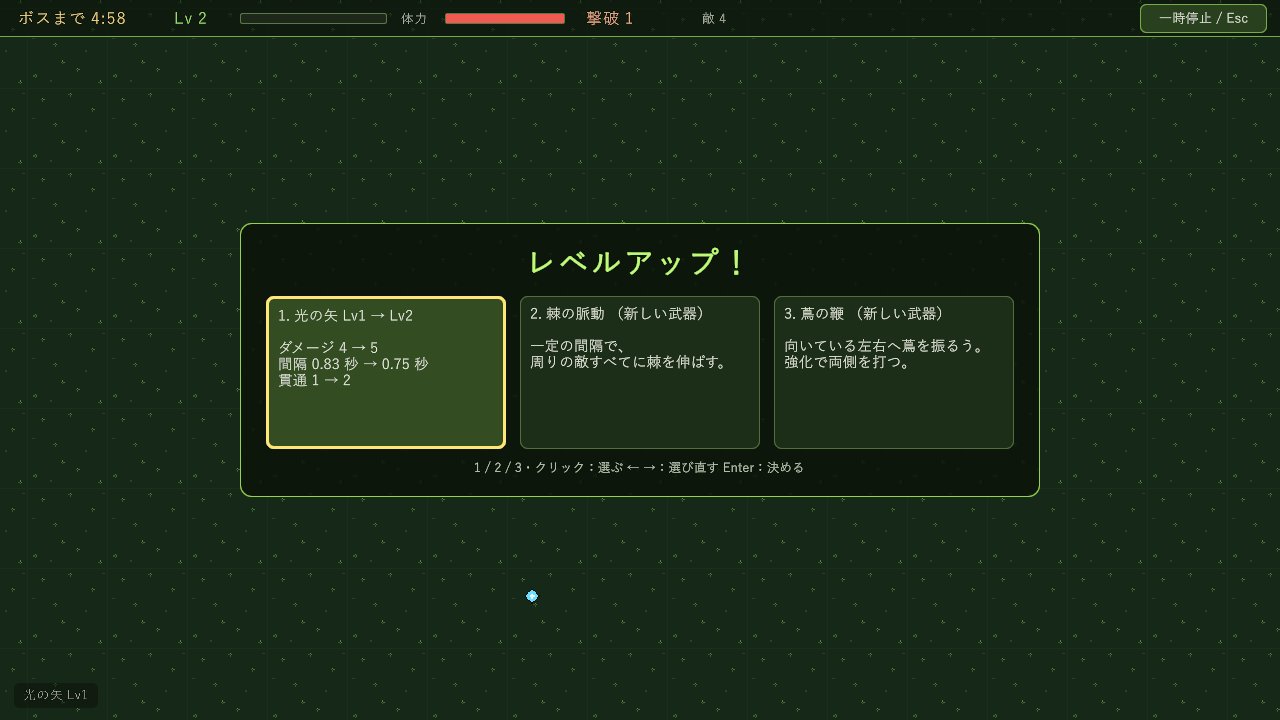 ボスまで 4:58
Lv 2
体力
撃破 1
敵 4
一時停止 / Esc
レベルアップ！
1. 光の矢 Lv1 → Lv2
ダメージ 4 → 5
間隔 0.83 秒 → 0.75 秒
貫通 1 → 2
2. 棘の脈動 （新しい武器）
一定の間隔で、
周りの敵すべてに棘を伸ばす。
3. 蔦の鞭 （新しい武器）
向いている左右へ蔦を振るう。
強化で両側を打つ。
1 / 2 / 3・クリック：選ぶ ← →：選び直す Enter：決める
光の矢 Lv1